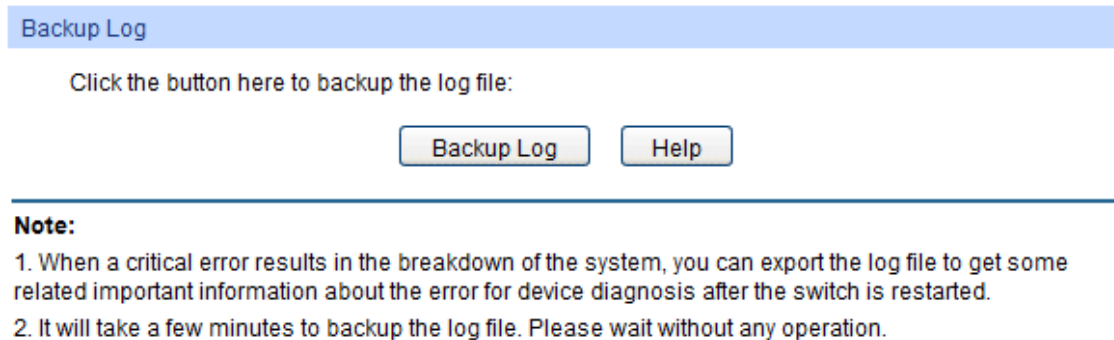 Backup Log
Click the button here to backup the log file:
Backup Log Help
Note:
1. When a critical error results in the breakdown of the system, you can export the log file to get some
related important information about the error for device diagnosis after the switch is restarted.
2. It will take a few minutes to backup the log file. Please wait without any operation.